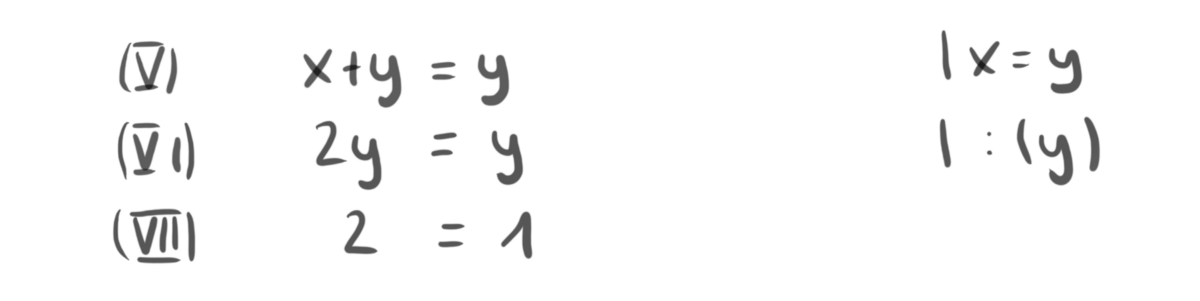 (V) x+y = y | x = y
(VI) 2y = y | : (y)
(VII) 2 = 1